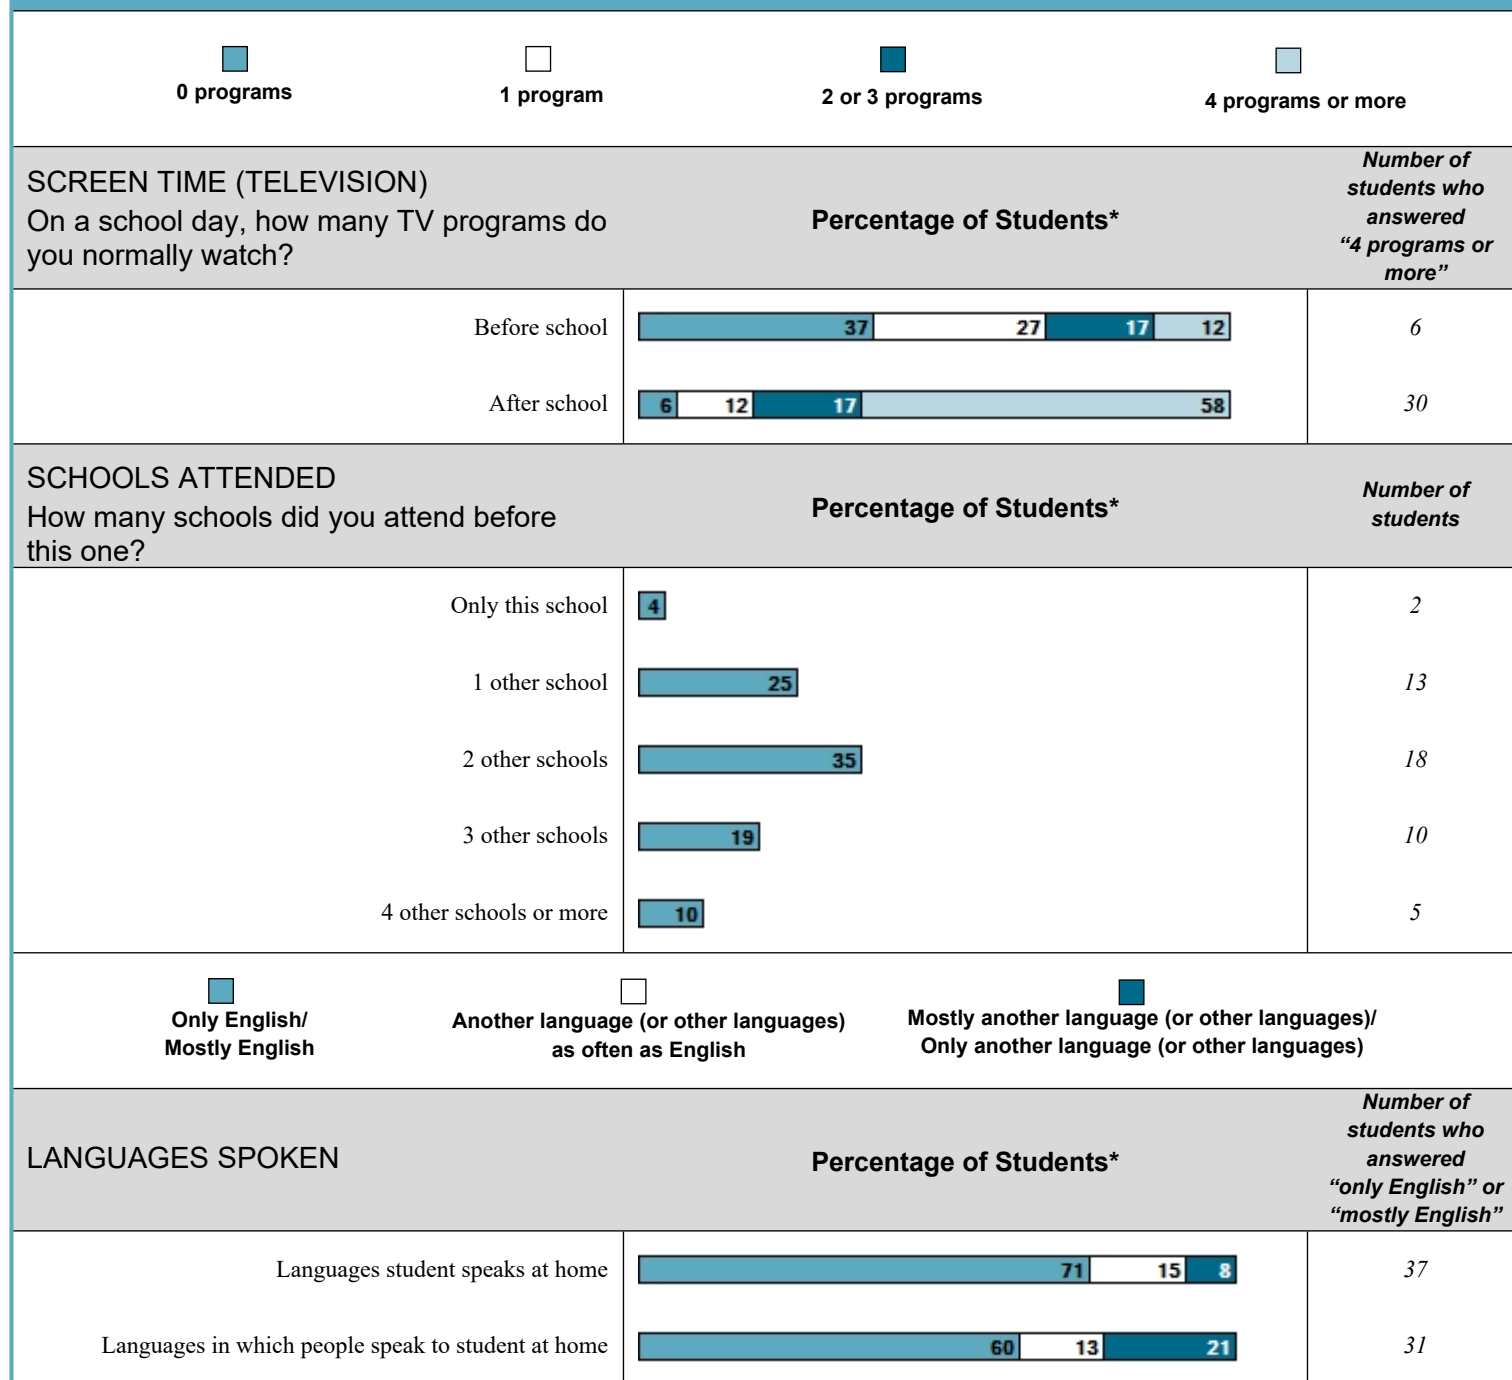 0 programs
1 program
2 or 3 programs
4 programs or more
SCREEN TIME (TELEVISION)
On a school day, how many TV programs do
you normally watch?
Percentage of Students*
Number of
students who
answered
“4 programs or
more”
Before school
37 27 17 12
6
After school
6 12 17 58
30
SCHOOLS ATTENDED
How many schools did you attend before
this one?
Percentage of Students*
Number of
students
Only this school
4
2
1 other school
25
13
2 other schools
35
18
3 other schools
19
10
4 other schools or more
10
5
Only English/
Mostly English
Another language (or other languages)
as often as English
Mostly another language (or other languages)/
Only another language (or other languages)
LANGUAGES SPOKEN
Percentage of Students*
Number of
students who
answered
“only English” or
“mostly English”
Languages student speaks at home
71 15 8
37
Languages in which people speak to student at home
60 13 21
31